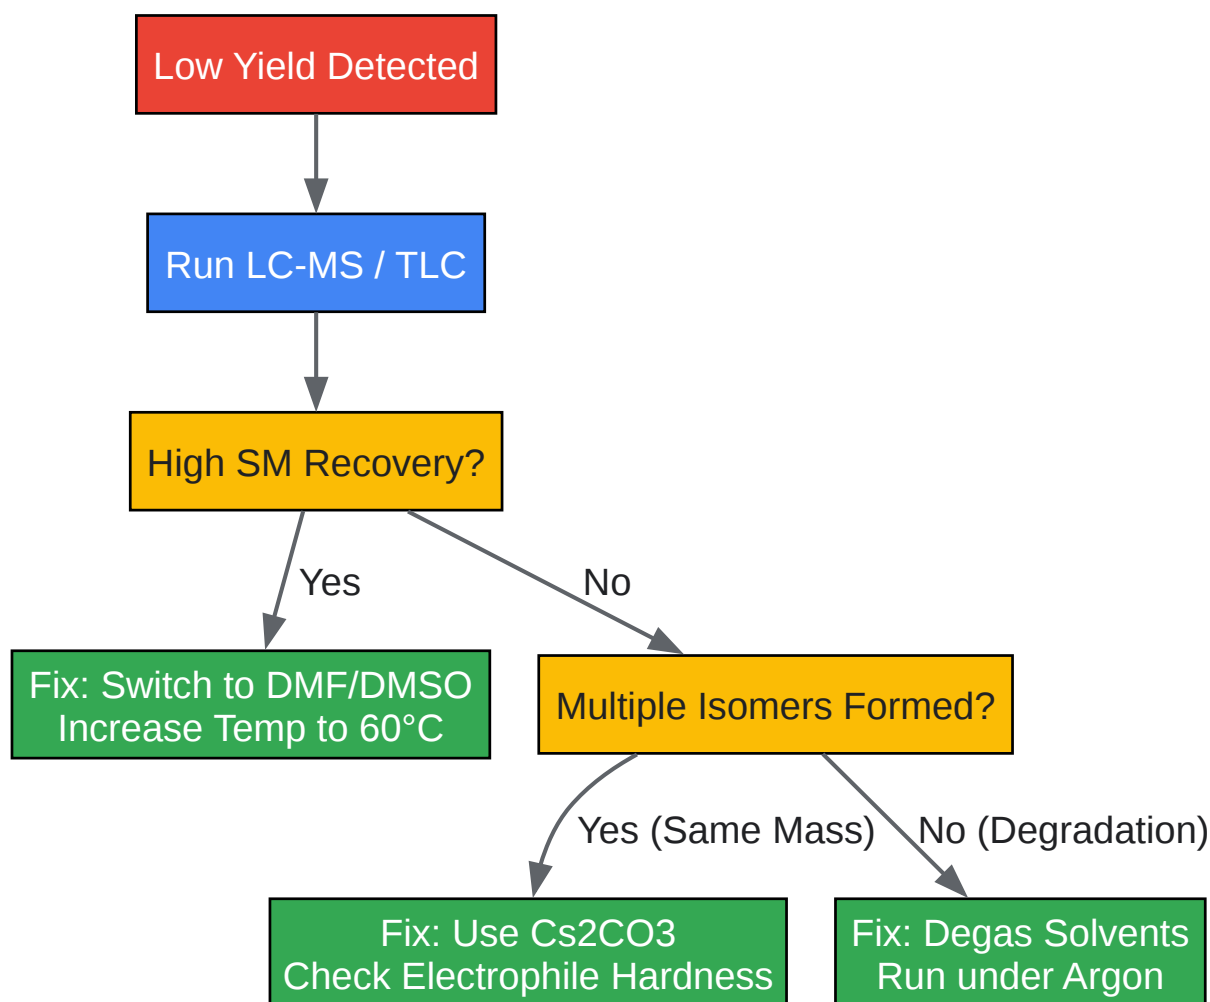 Low Yield Detected
Run LC-MS / TLC
High SM Recovery?
Yes
No
Fix: Switch to DMF/DMSO
Increase Temp to 60°C
Multiple Isomers Formed?
Yes (Same Mass)
No (Degradation)
Fix: Use Cs2CO3
Check Electrophile Hardness
Fix: Degas Solvents
Run under Argon